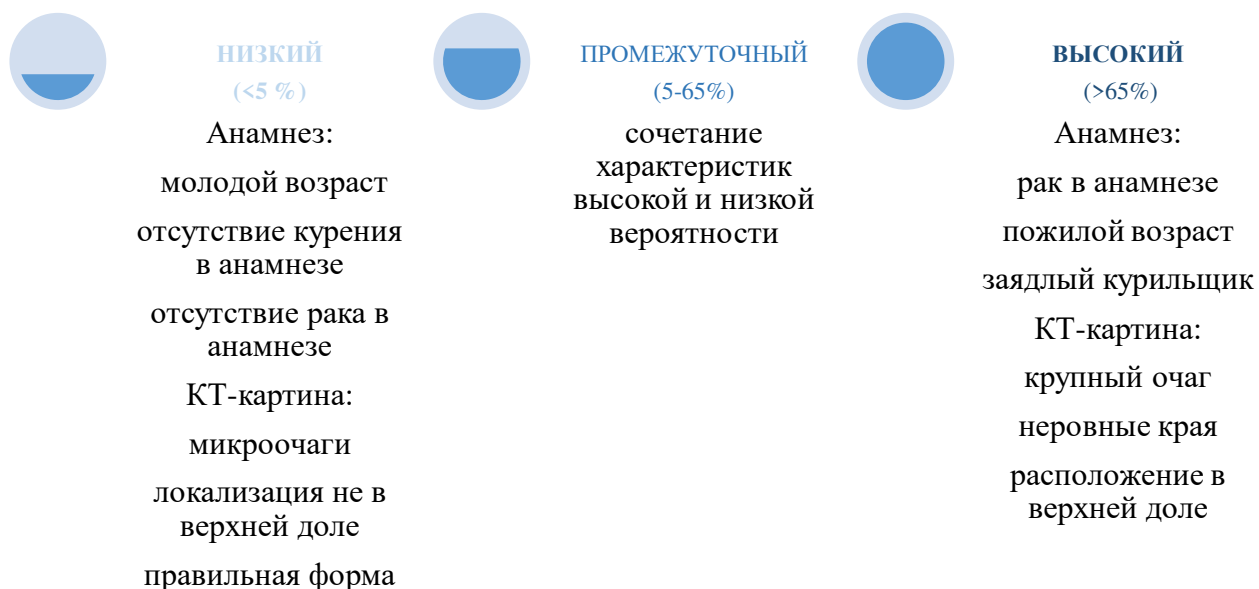 НИЗКИЙ
(<5 %)
Анамнез:
молодой возраст
отсутствие курения
в анамнезе
отсутствие рака в
анамнезе
КТ-картина:
микроочаги
локализация не в
верхней доле
правильная форма
ПРОМЕЖУТОЧНЫЙ
(5-65%)
сочетание
характеристик
высокой и низкой
вероятности
ВЫСОКИЙ
(>65%)
Анамнез:
рак в анамнезе
пожилой возраст
заядлый курильщик
КТ-картина:
крупный очаг
неровные края
расположение в
верхней доле